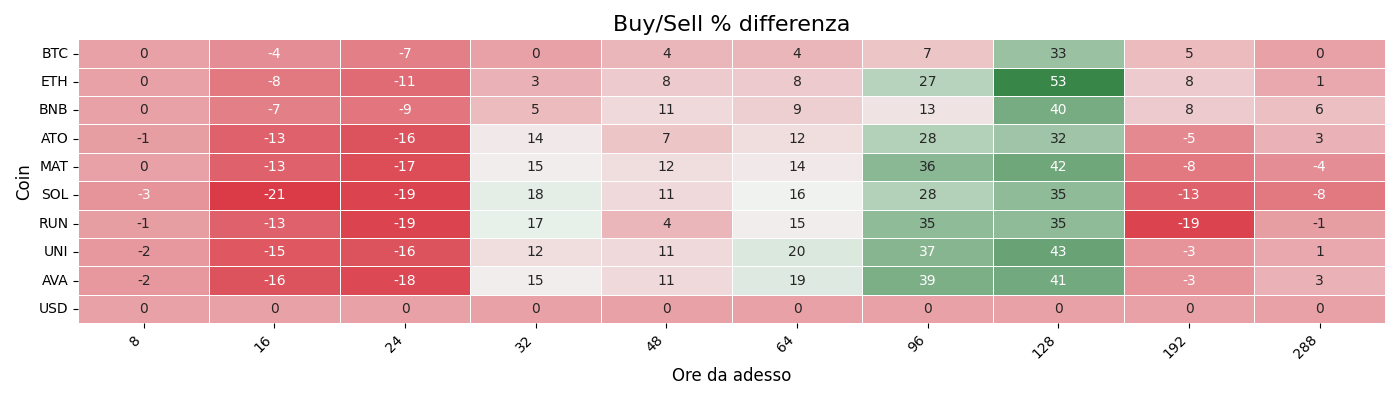 Buy/Sell % differenza
Coin
BTC 0 -4 -7 0 4 4 7 33 5 0
ETH 0 -8 -11 3 8 8 27 53 8 1
BNB 0 -7 -9 5 11 9 13 40 8 6
ATO -1 -13 -16 14 7 12 28 32 -5 3
MAT 0 -13 -17 15 12 14 36 42 -8 -4
SOL -3 -21 -19 18 11 16 28 35 -13 -8
RUN -1 -13 -19 17 4 15 35 35 -19 -1
UNI -2 -15 -16 12 11 20 37 43 -3 1
AVA -2 -16 -18 15 11 19 39 41 -3 3
USD 0 0 0 0 0 0 0 0 0 0
8 16 24 32 48 64 96 128 192 288
Ore da adesso